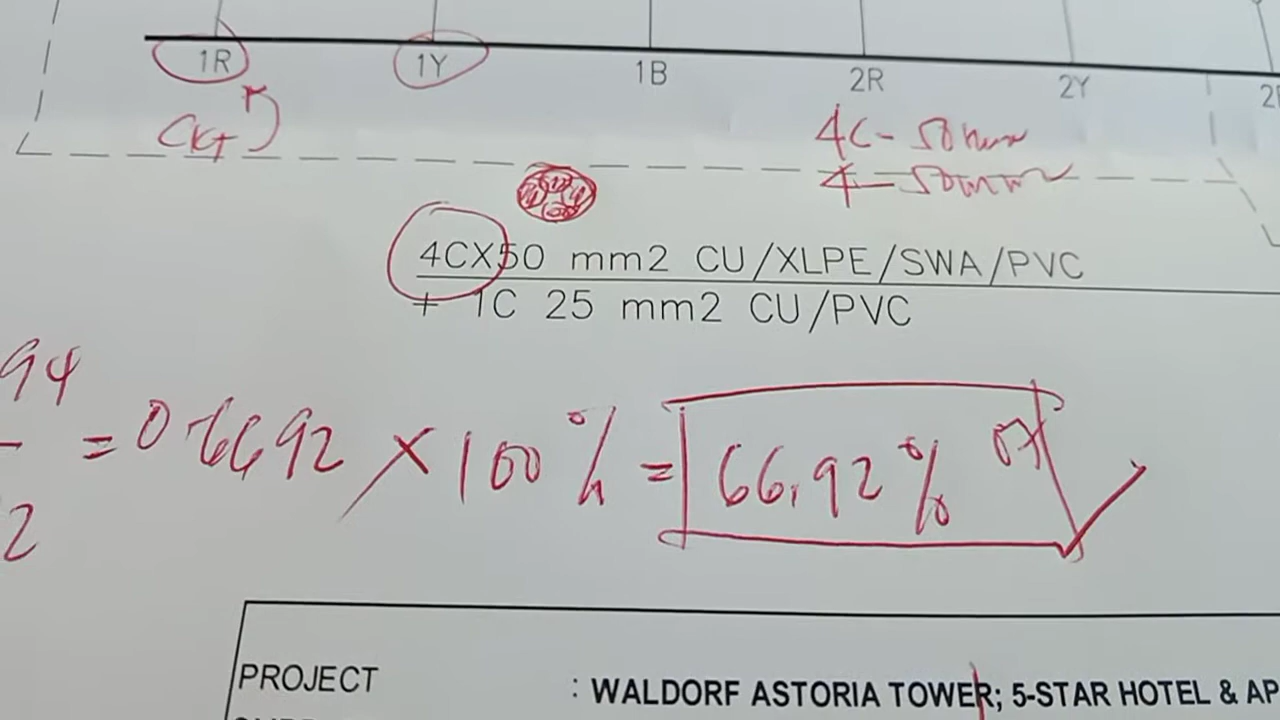 1R 1Y 1B 2R 2Y
Ckt
4C-50mm
4-50mm
4CX50 mm2 CU/XLPE/SWA/PVC
+ 1C 25 mm2 CU/PVC
94
= 0.6692 × 100% = 66.92%
2
PROJECT : WALDORF ASTORIA TOWER; 5-STAR HOTEL & AP